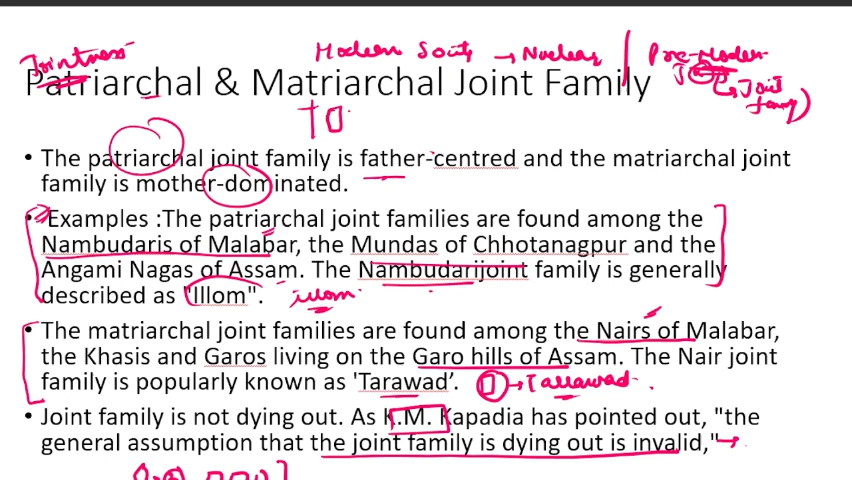 Jointness
Modern Society → Nuclear | Pre-Modern
Joint family
Patriarchal & Matriarchal Joint Family
• The patriarchal joint family is father-centred and the matriarchal joint
family is mother-dominated.
• Examples :The patriarchal joint families are found among the
Nambudaris of Malabar, the Mundas of Chhotanagpur and the
Angami Nagas of Assam. The Nambudarijoint family is generally
described as "Illom". illom
• The matriarchal joint families are found among the Nairs of Malabar,
the Khasis and Garos living on the Garo hills of Assam. The Nair joint
family is popularly known as 'Tarawad’. → Tarawad
• Joint family is not dying out. As K.M. Kapadia has pointed out, "the
general assumption that the joint family is dying out is invalid,"